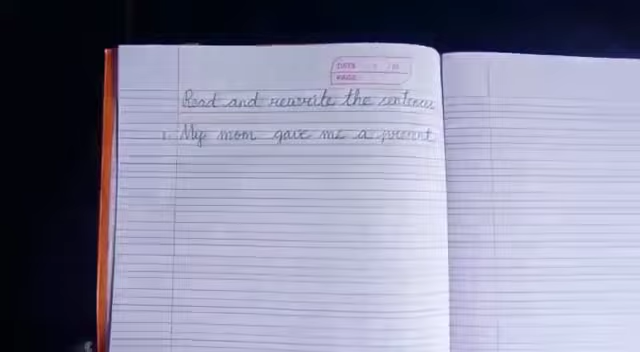 DATE
PAGE
Read and rewrite the sentences
1. My mom gave me a present